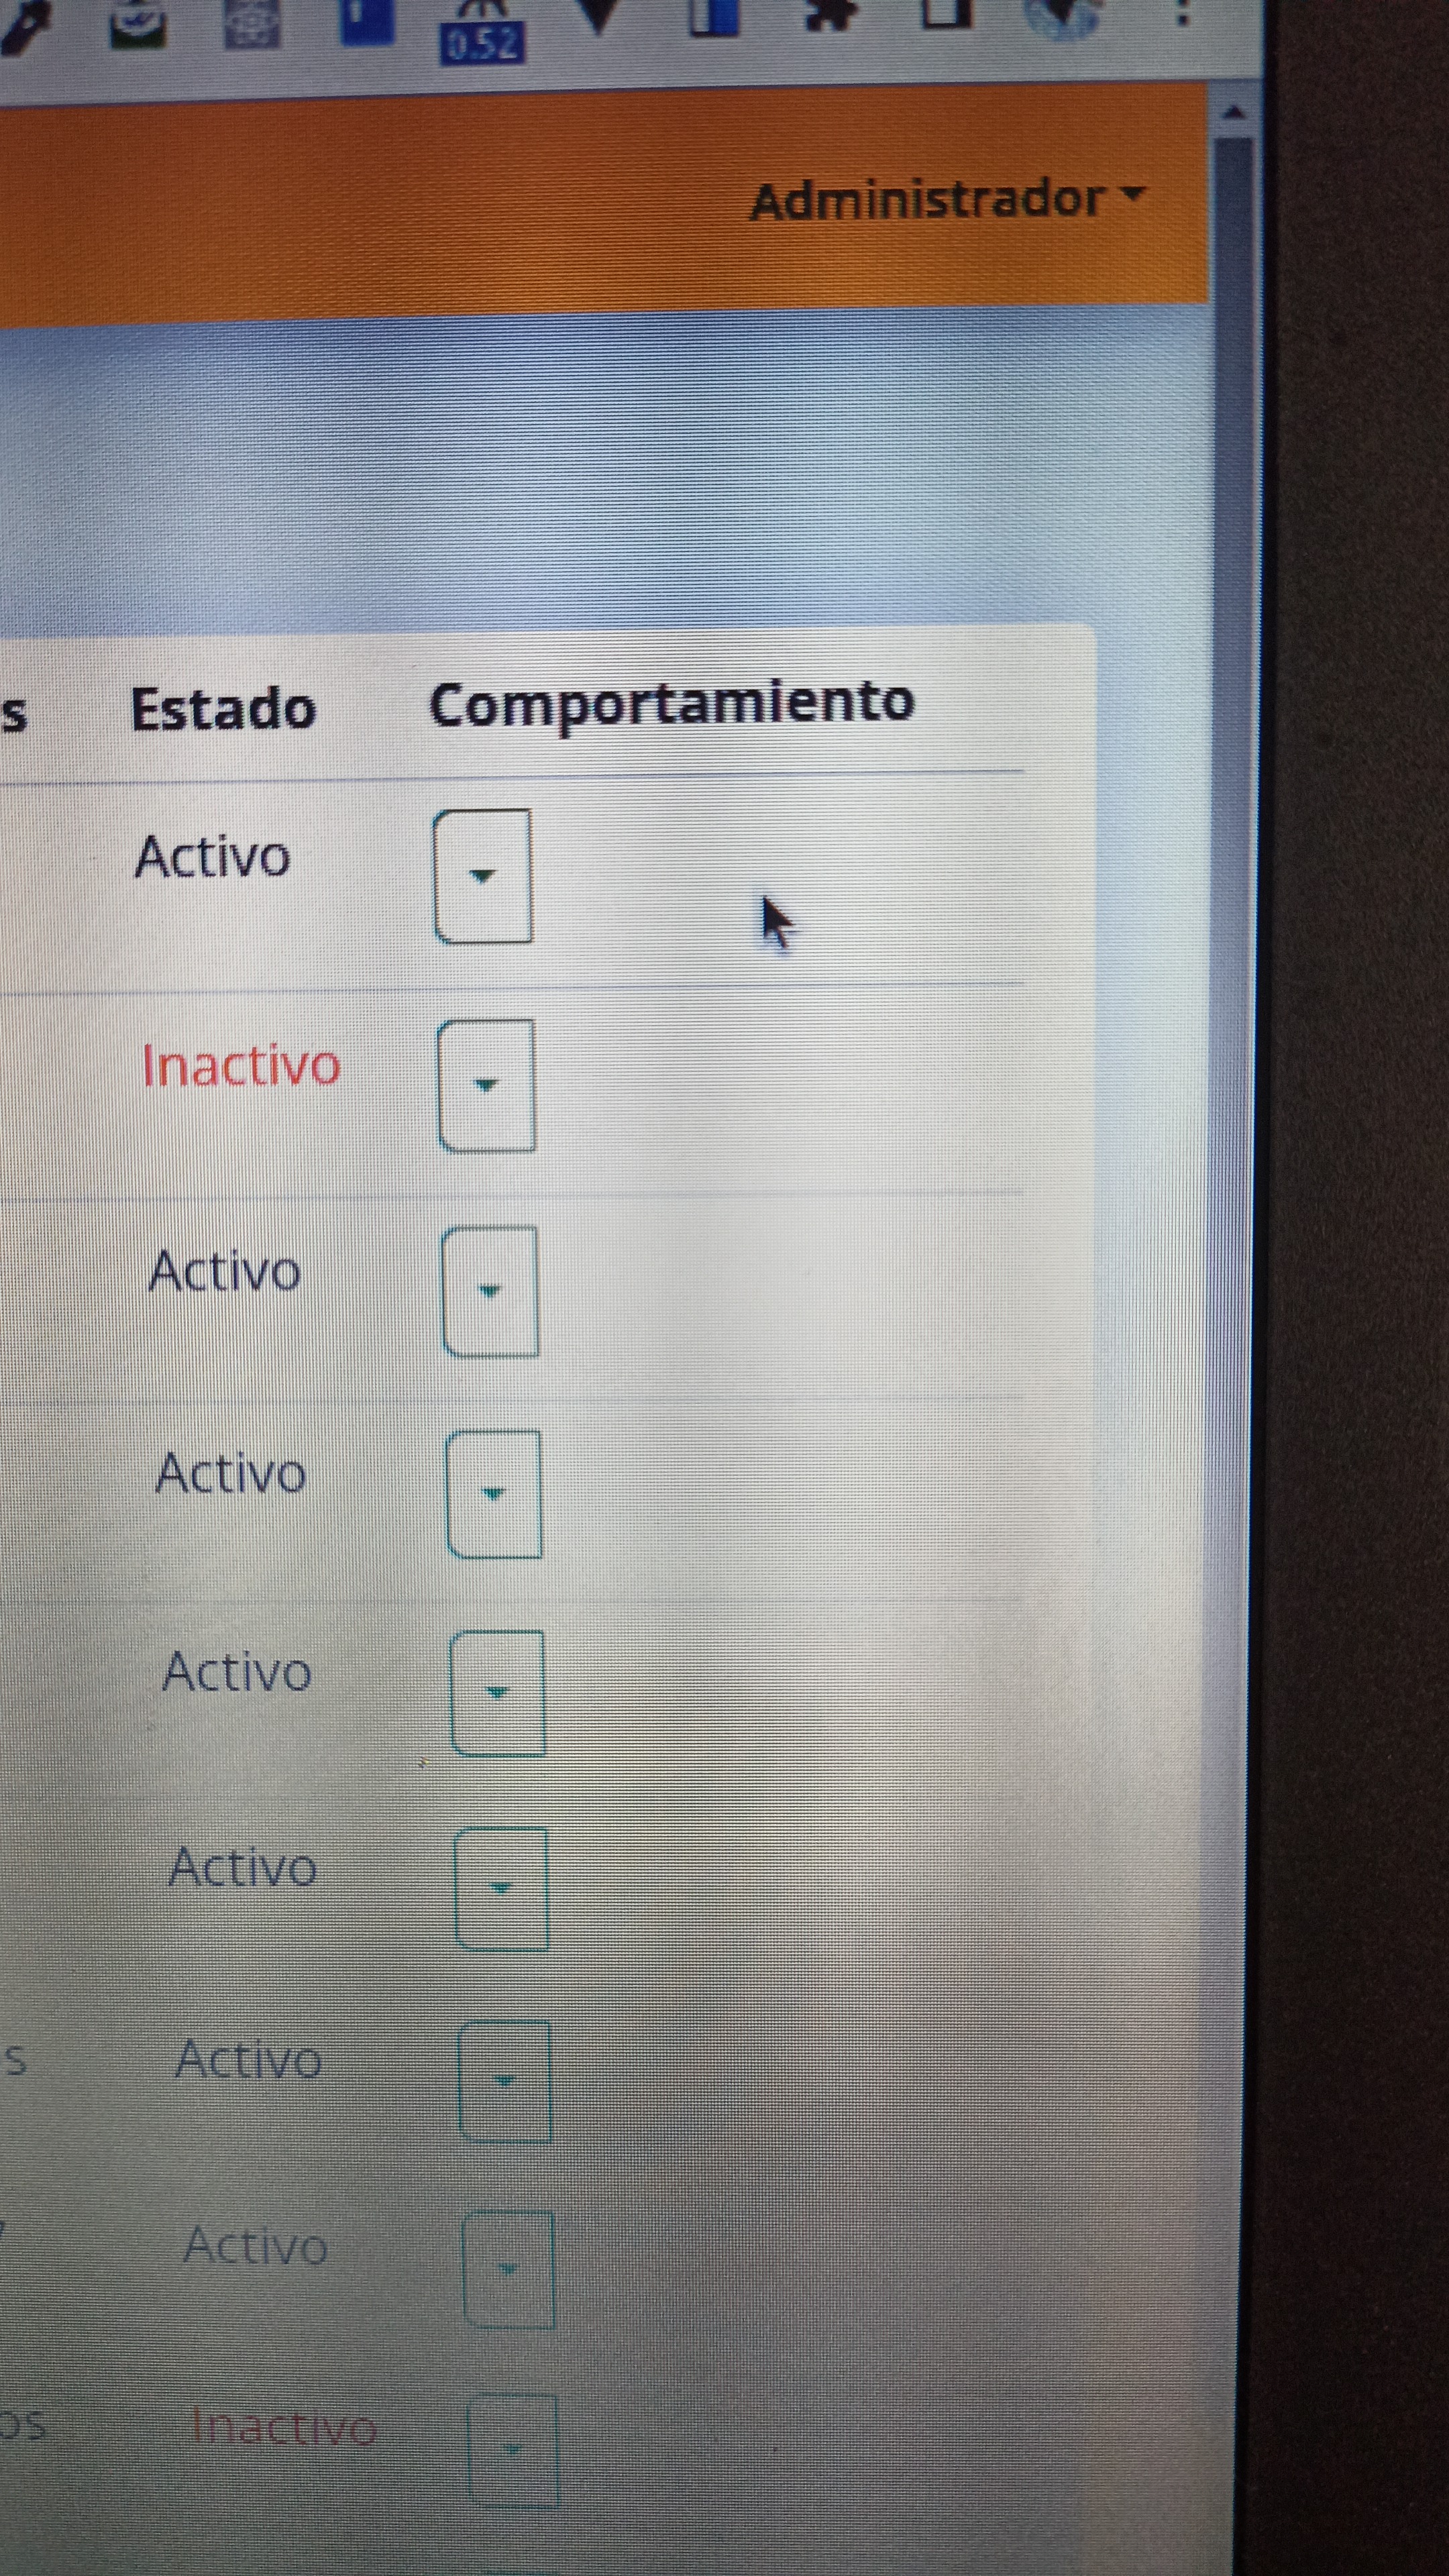 0.52
Administrador
s Estado Comportamiento
Activo
Inactivo
Activo
Activo
Activo
Activo
s Activo
Activo
os Inactivo